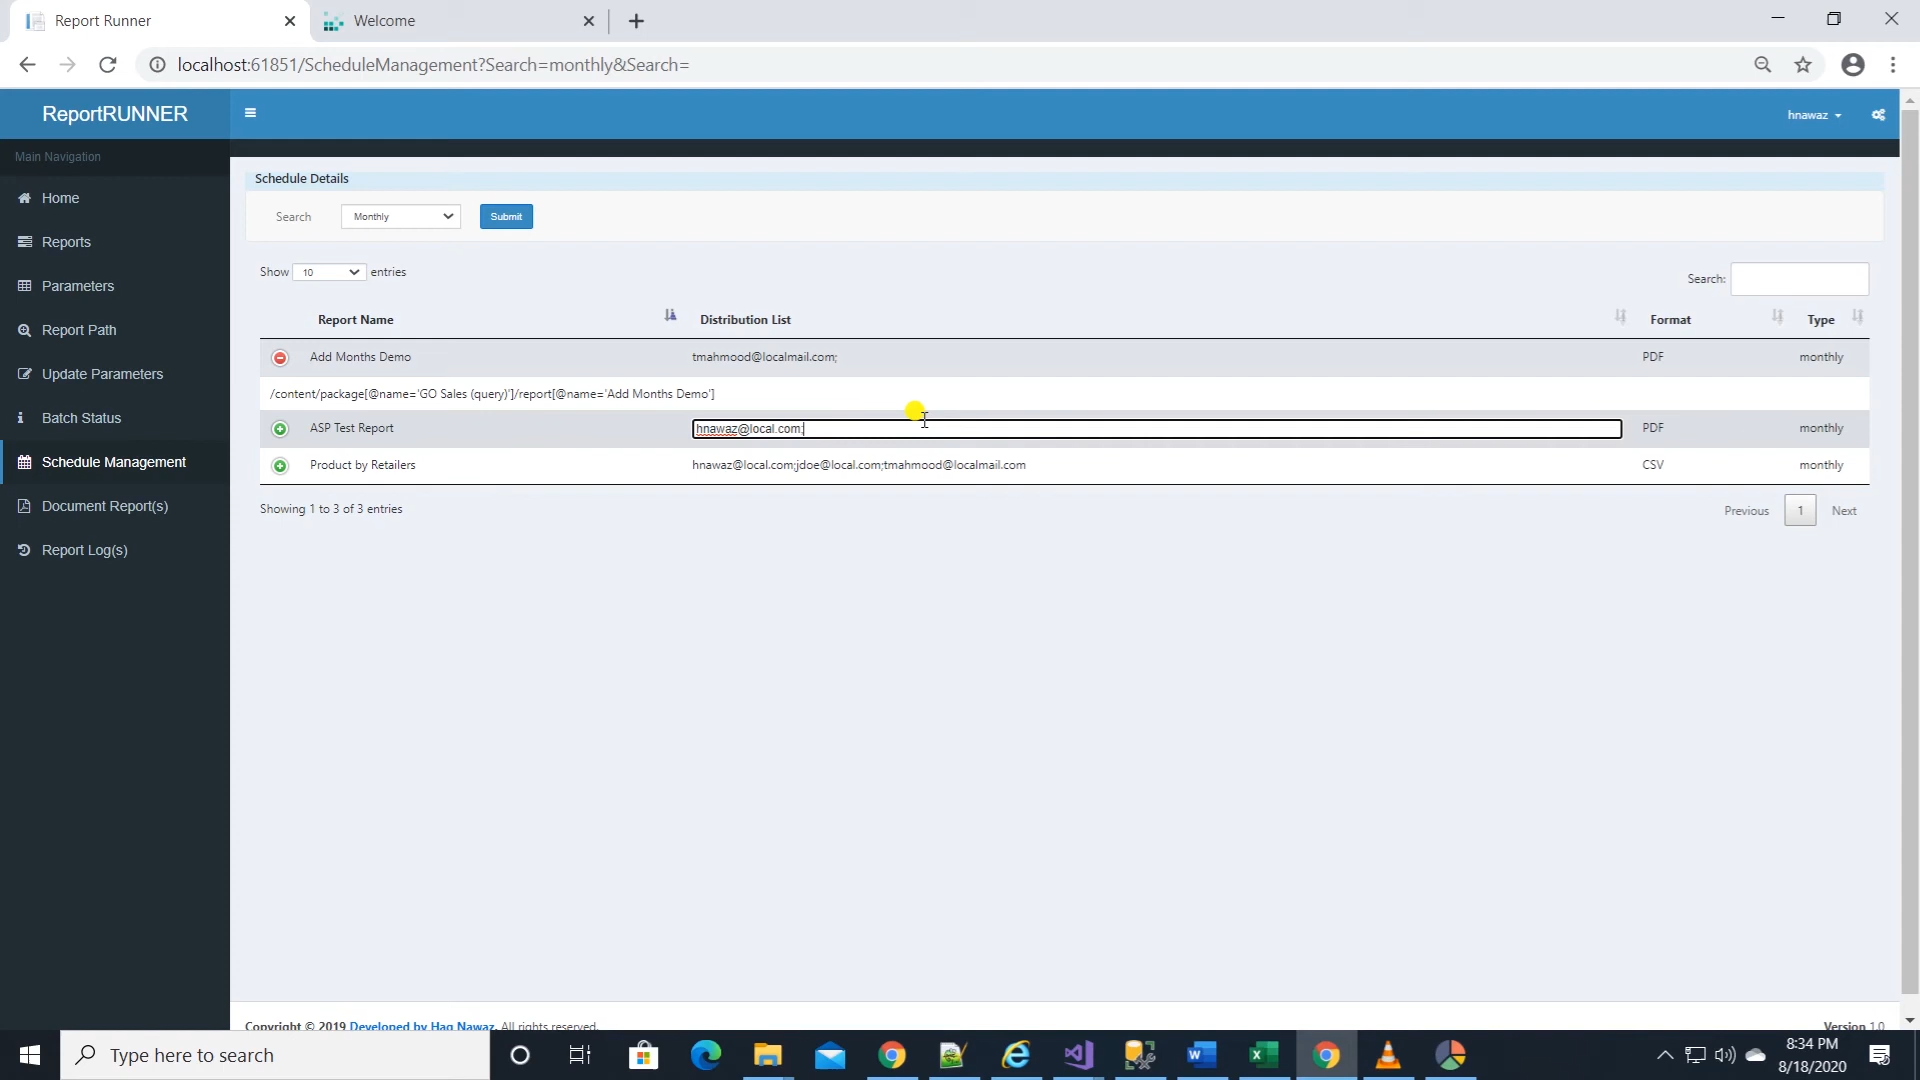 Report Runner
Welcome
localhost:61851/ScheduleManagement?Search=monthly&Search=
ReportRUNNER
hnawaz
Main Navigation
Home
Reports
Parameters
Report Path
Update Parameters
Batch Status
Schedule Management
Document Report(s)
Report Log(s)
Schedule Details
Search Monthly Submit
Show 10 entries
Search:
Report Name Distribution List Format Type
Add Months Demo tmahmood@localmail.com; PDF monthly
/content/package[@name='GO Sales (query)']/report[@name='Add Months Demo']
ASP Test Report hnawaz@local.com; PDF monthly
Product by Retailers hnawaz@local.com;jdoe@local.com;tmahmood@localmail.com CSV monthly
Showing 1 to 3 of 3 entries
Previous 1 Next
Copyright © 2019 Developed by Haq Nawaz. All rights reserved.
Version 1.0
Type here to search
8:34 PM
8/18/2020